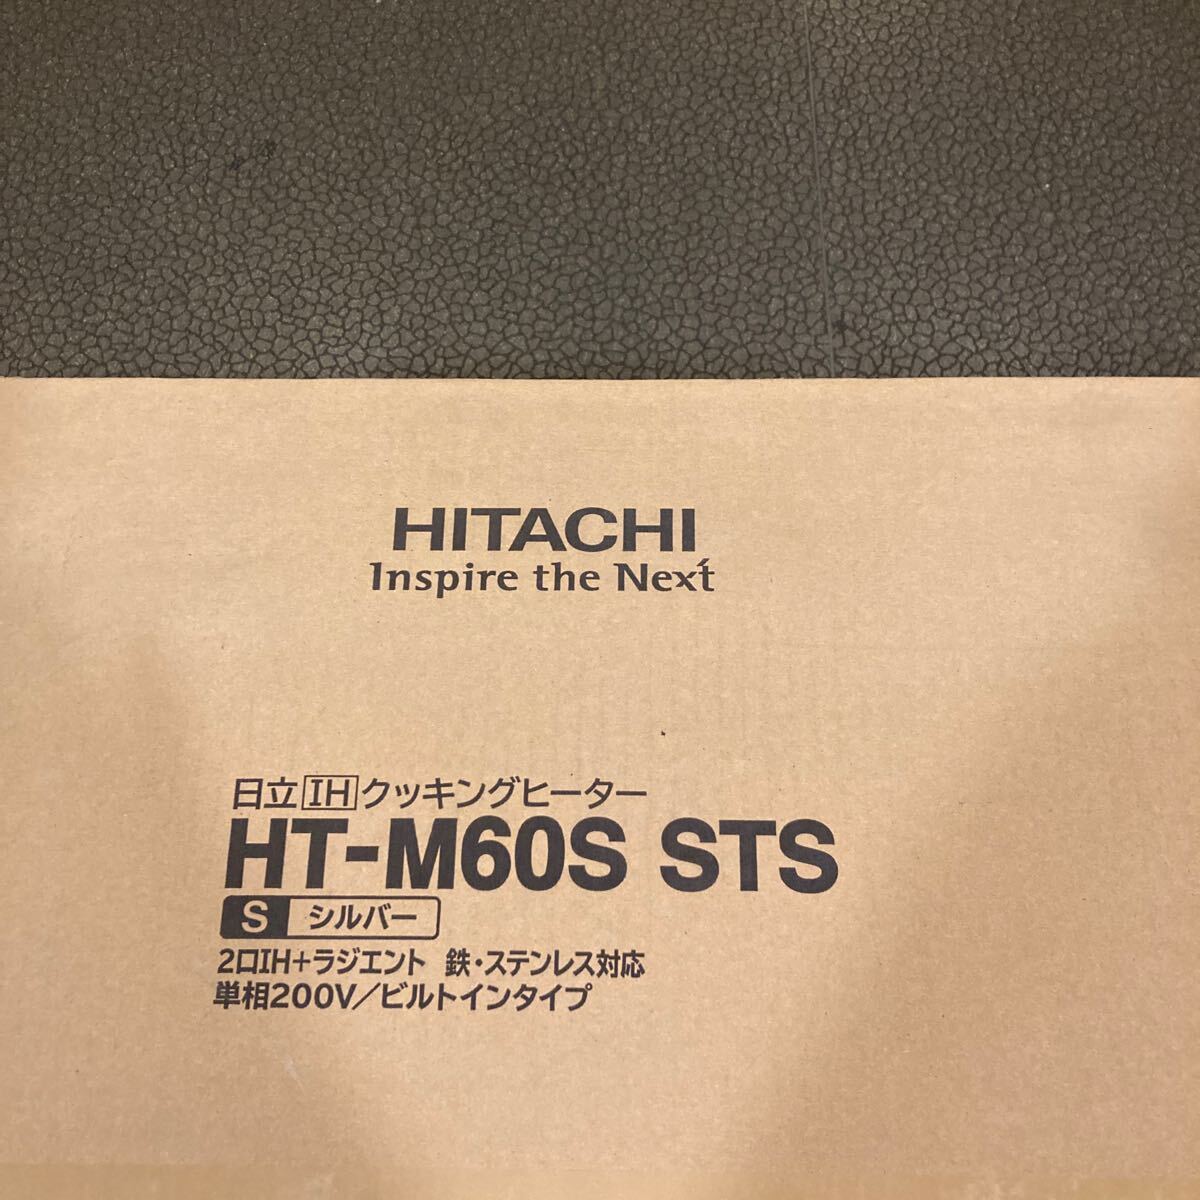 HITACHI
Inspire the Next
日立IHクッキングヒーター
HT-M60S STS
S シルバー
2口IH+ラジエント 鉄・ステンレス対応
単相200V/ビルトインタイプ